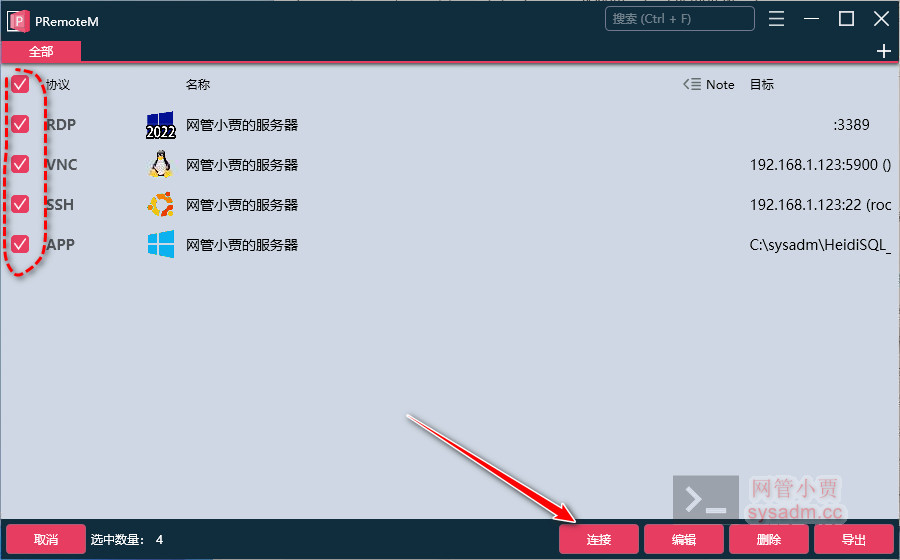 P PRemoteM 搜索 (Ctrl + F)
全部
协议 名称 Note 目标
RDP 2022 网管小贾的服务器 :3389
VNC 网管小贾的服务器 192.168.1.123:5900 ()
SSH 网管小贾的服务器 192.168.1.123:22 (roc
APP 网管小贾的服务器 C:\sysadm\HeidiSQL_
网管小贾
sysadm.cc
取消 选中数量： 4 连接 编辑 删除 导出